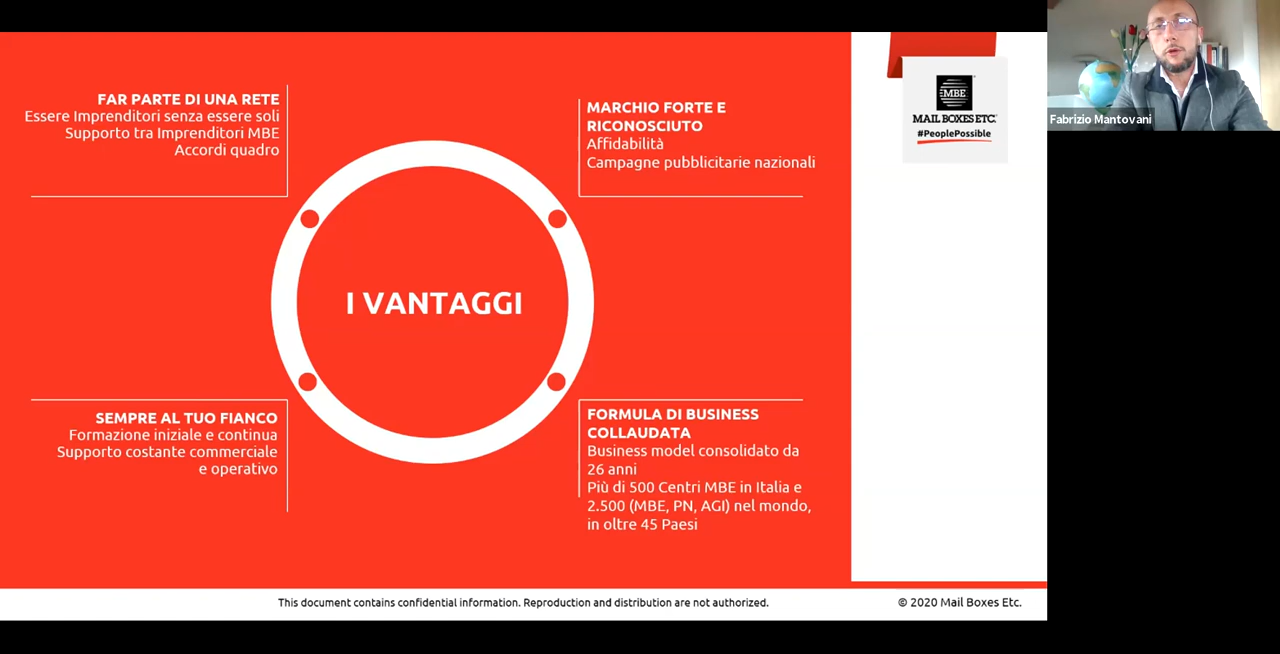 FAR PARTE DI UNA RETE
Essere Imprenditori senza essere soli
Supporto tra Imprenditori MBE
Accordi quadro
MARCHIO FORTE E
RICONOSCIUTO
Affidabilità
Campagne pubblicitarie nazionali
MBE
MAIL BOXES ETC.
#PeoplePossible
Fabrizio Mantovani
I VANTAGGI
SEMPRE AL TUO FIANCO
Formazione iniziale e continua
Supporto costante commerciale
e operativo
FORMULA DI BUSINESS
COLLAUDATA
Business model consolidato da
26 anni
Più di 500 Centri MBE in Italia e
2.500 (MBE, PN, AGI) nel mondo,
in oltre 45 Paesi
This document contains confidential information. Reproduction and distribution are not authorized.
© 2020 Mail Boxes Etc.